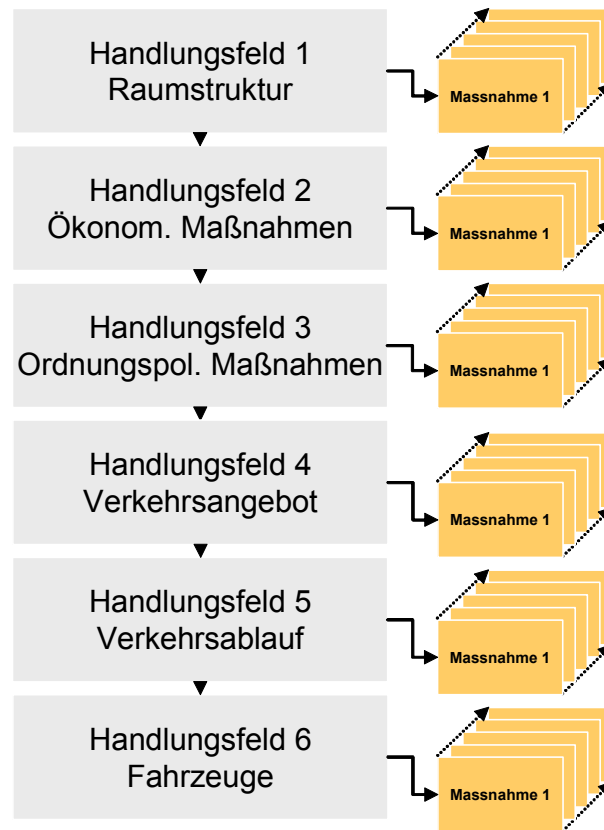 Handlungsfeld 1
Raumstruktur
Massnahme 1
Handlungsfeld 2
Ökonom. Maßnahmen
Massnahme 1
Handlungsfeld 3
Ordnungspol. Maßnahmen
Massnahme 1
Handlungsfeld 4
Verkehrsangebot
Massnahme 1
Handlungsfeld 5
Verkehrsablauf
Massnahme 1
Handlungsfeld 6
Fahrzeuge
Massnahme 1